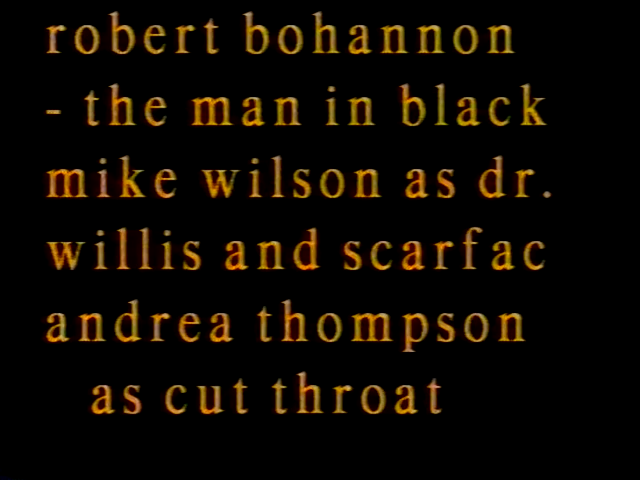 robert bohannon
- the man in black
mike wilson as dr.
willis and scarfac
andrea thompson
as cut throat